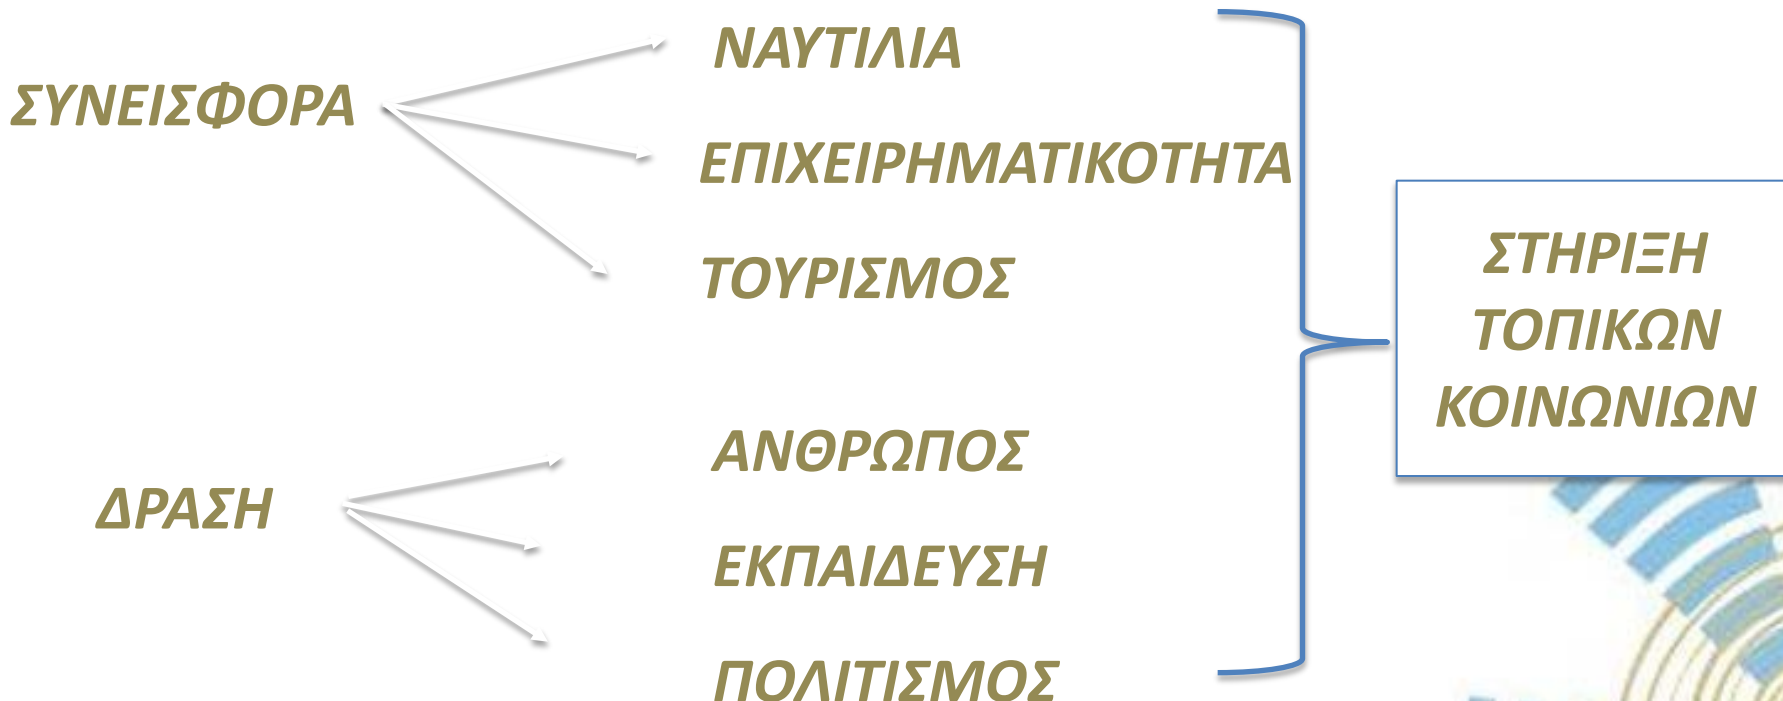 ΣΥΝΕΙΣΦΟΡΑ
ΝΑΥΤΙΛΙΑ
ΕΠΙΧΕΙΡΗΜΑΤΙΚΟΤΗΤΑ
ΤΟΥΡΙΣΜΟΣ
ΔΡΑΣΗ
ΑΝΘΡΩΠΟΣ
ΕΚΠΑΙΔΕΥΣΗ
ΠΟΛΙΤΙΣΜΟΣ
ΣΤΗΡΙΞΗ
ΤΟΠΙΚΩΝ
ΚΟΙΝΩΝΙΩΝ